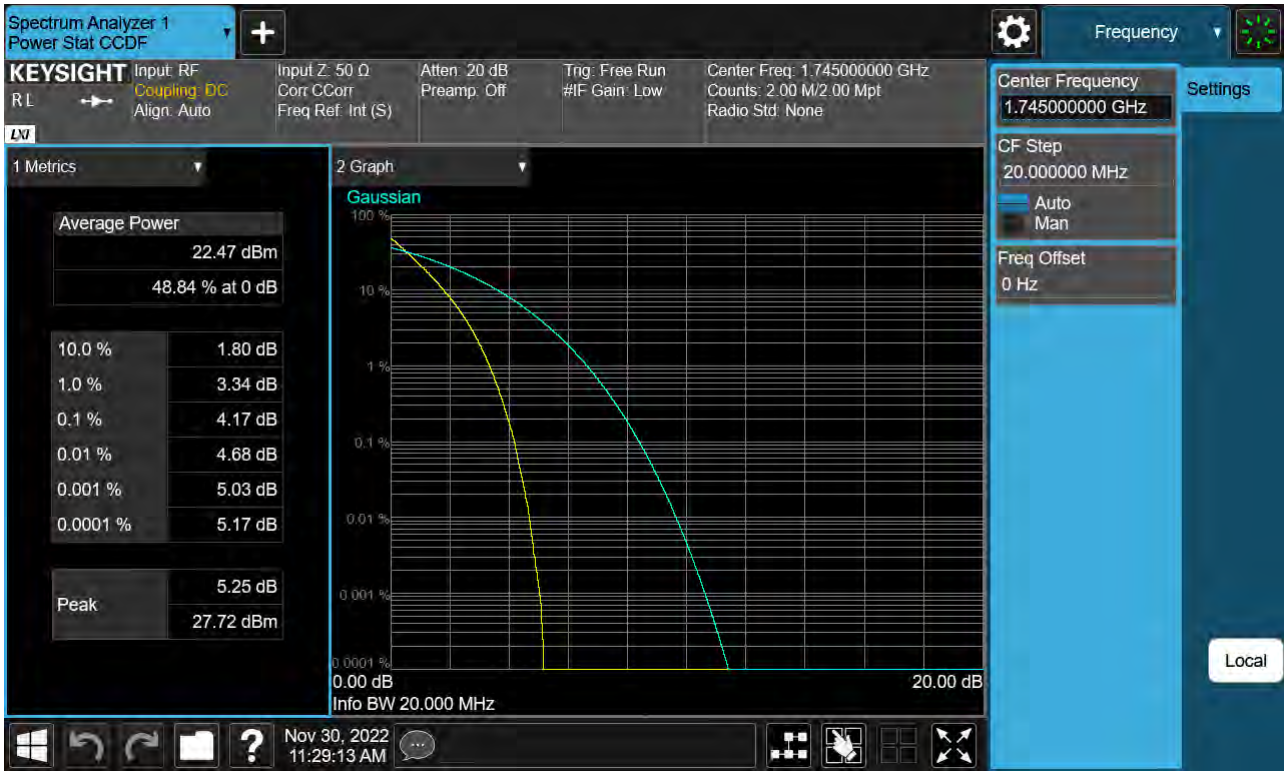 Spectrum Analyzer 1
Power Stat CCDF
+
Frequency
KEYSIGHT
RL
LXI
Input: RF
Coupling: DC
Align: Auto
Input Z: 50 Ω
Corr CCorr
Freq Ref: Int (S)
Atten: 20 dB
Preamp: Off
Trig: Free Run
#IF Gain: Low
Center Freq: 1.745000000 GHz
Counts: 2.00 M/2.00 Mpt
Radio Std: None
Center Frequency
1.745000000 GHz
Settings
CF Step
20.000000 MHz
Auto
Man
Freq Offset
0 Hz
1 Metrics
Average Power
22.47 dBm
48.84 % at 0 dB
10.0 % 1.80 dB
1.0 % 3.34 dB
0.1 % 4.17 dB
0.01 % 4.68 dB
0.001 % 5.03 dB
0.0001 % 5.17 dB
Peak
5.25 dB
27.72 dBm
2 Graph
Gaussian
100 %
10 %
1 %
0.1 %
0.01 %
0.001 %
0.0001 %
0.00 dB 20.00 dB
Info BW 20.000 MHz
Local
?
Nov 30, 2022
11:29:13 AM